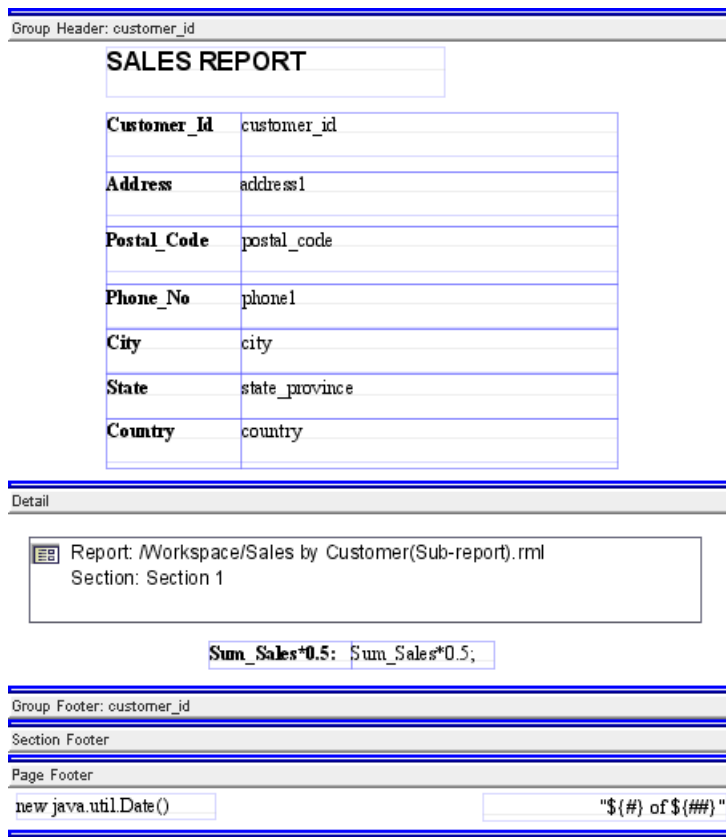 Group Header: customer_id
SALES REPORT
Customer_Id customer_id
Address address1
Postal_Code postal_code
Phone_No phone1
City city
State state_province
Country country
Detail
Report: /Workspace/Sales by Customer(Sub-report).rml
Section: Section 1
Sum_Sales*0.5: Sum_Sales*0.5;
Group Footer: customer_id
Section Footer
Page Footer
new java.util.Date() "${#} of ${##}"